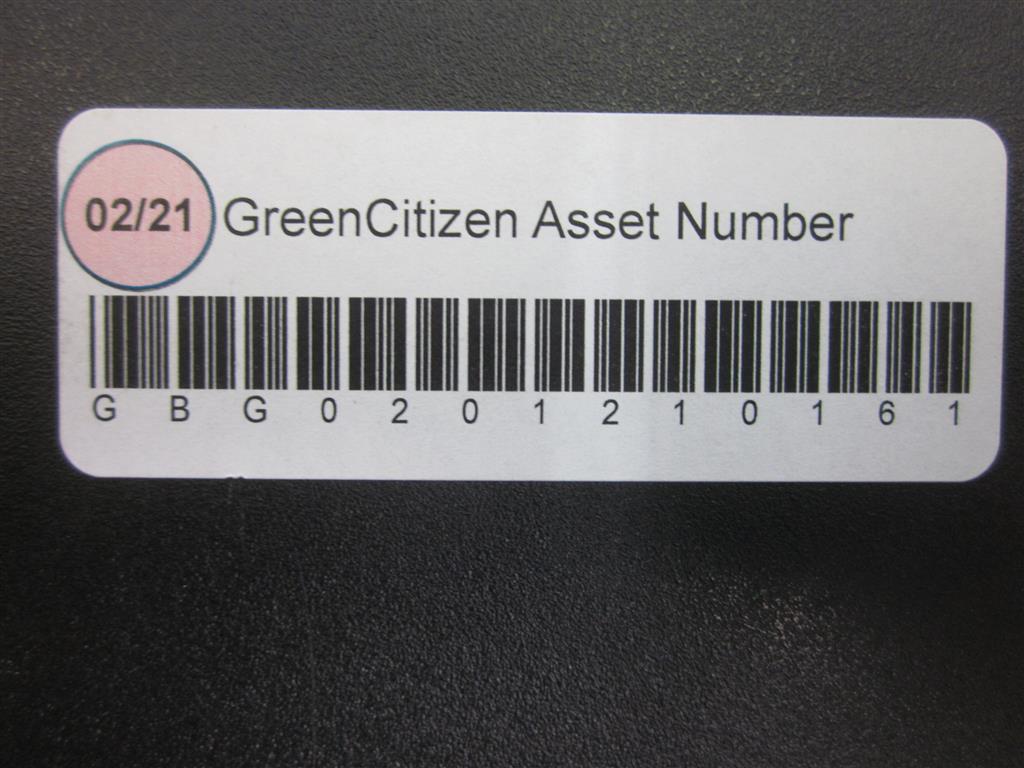 02/21 GreenCitizen Asset Number
GBG0201210161